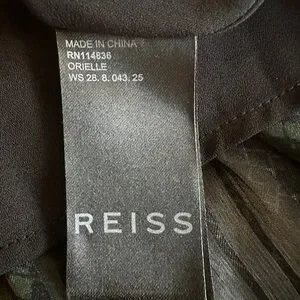 MADE IN CHINA
RN114636
ORIELLE
WS 28. 8. 043. 25
REISS